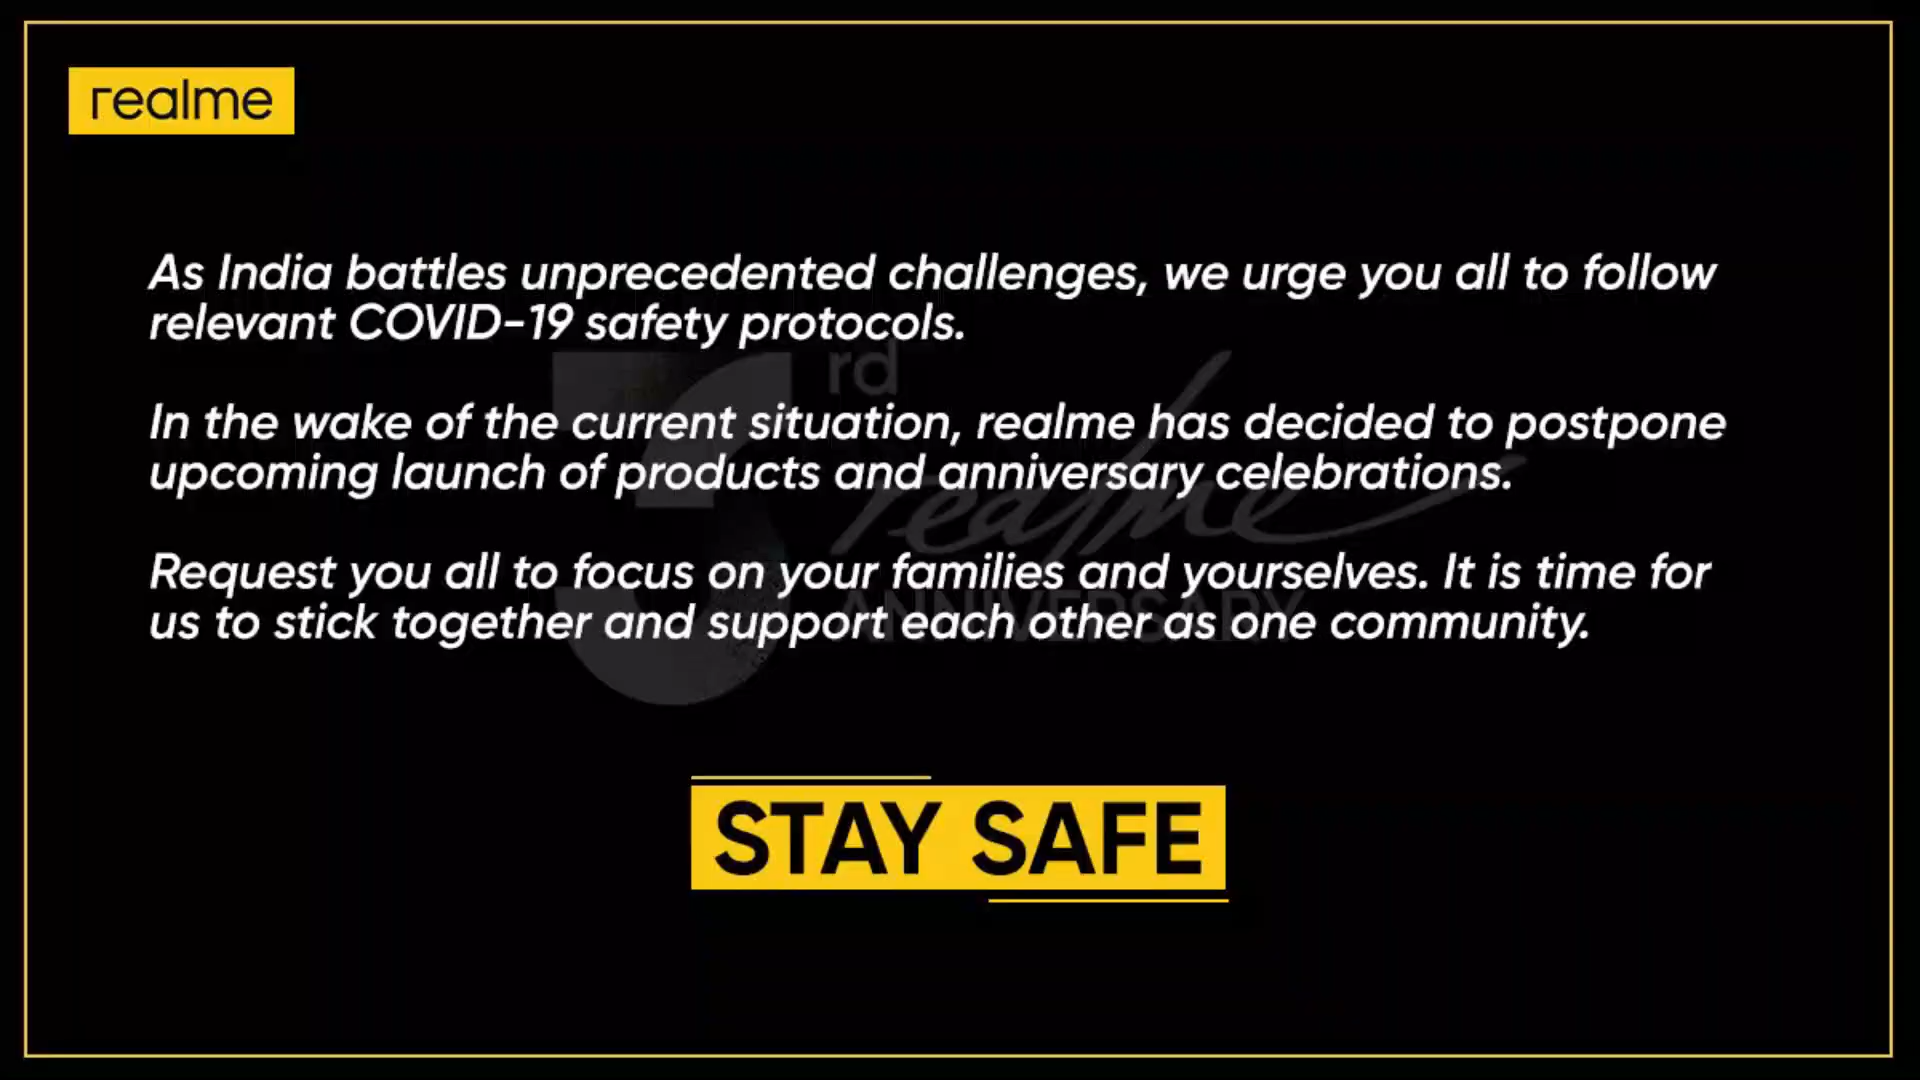 realme
As India battles unprecedented challenges, we urge you all to follow
relevant COVID-19 safety protocols.
In the wake of the current situation, realme has decided to postpone
upcoming launch of products and anniversary celebrations.
Request you all to focus on your families and yourselves. It is time for
us to stick together and support each other as one community.
3rd
realme
ANNIVERSARY
STAY SAFE